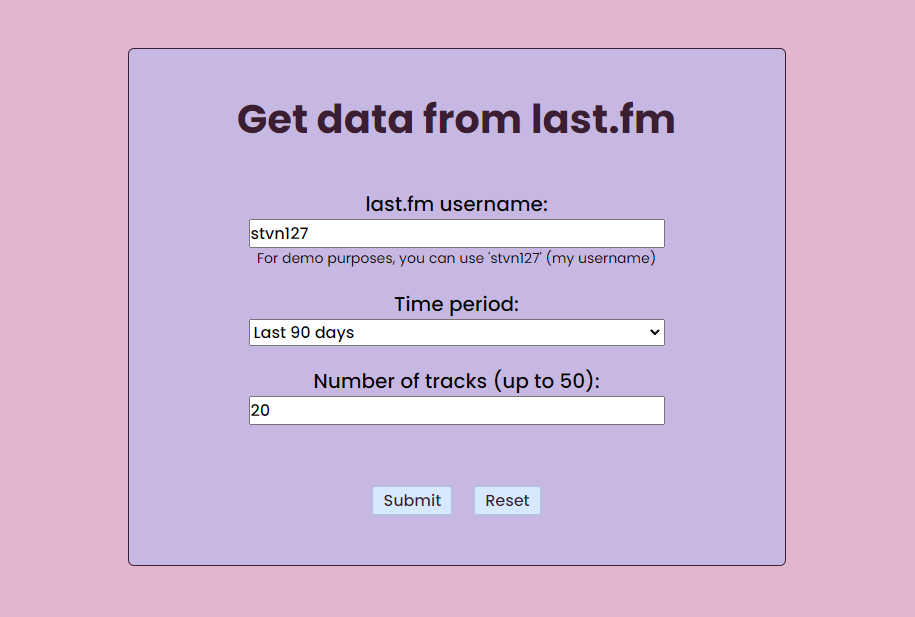 Get data from last.fm
last.fm username:
stvn127
For demo purposes, you can use 'stvn127' (my username)
Time period:
Last 90 days
Number of tracks (up to 50):
20
Submit Reset